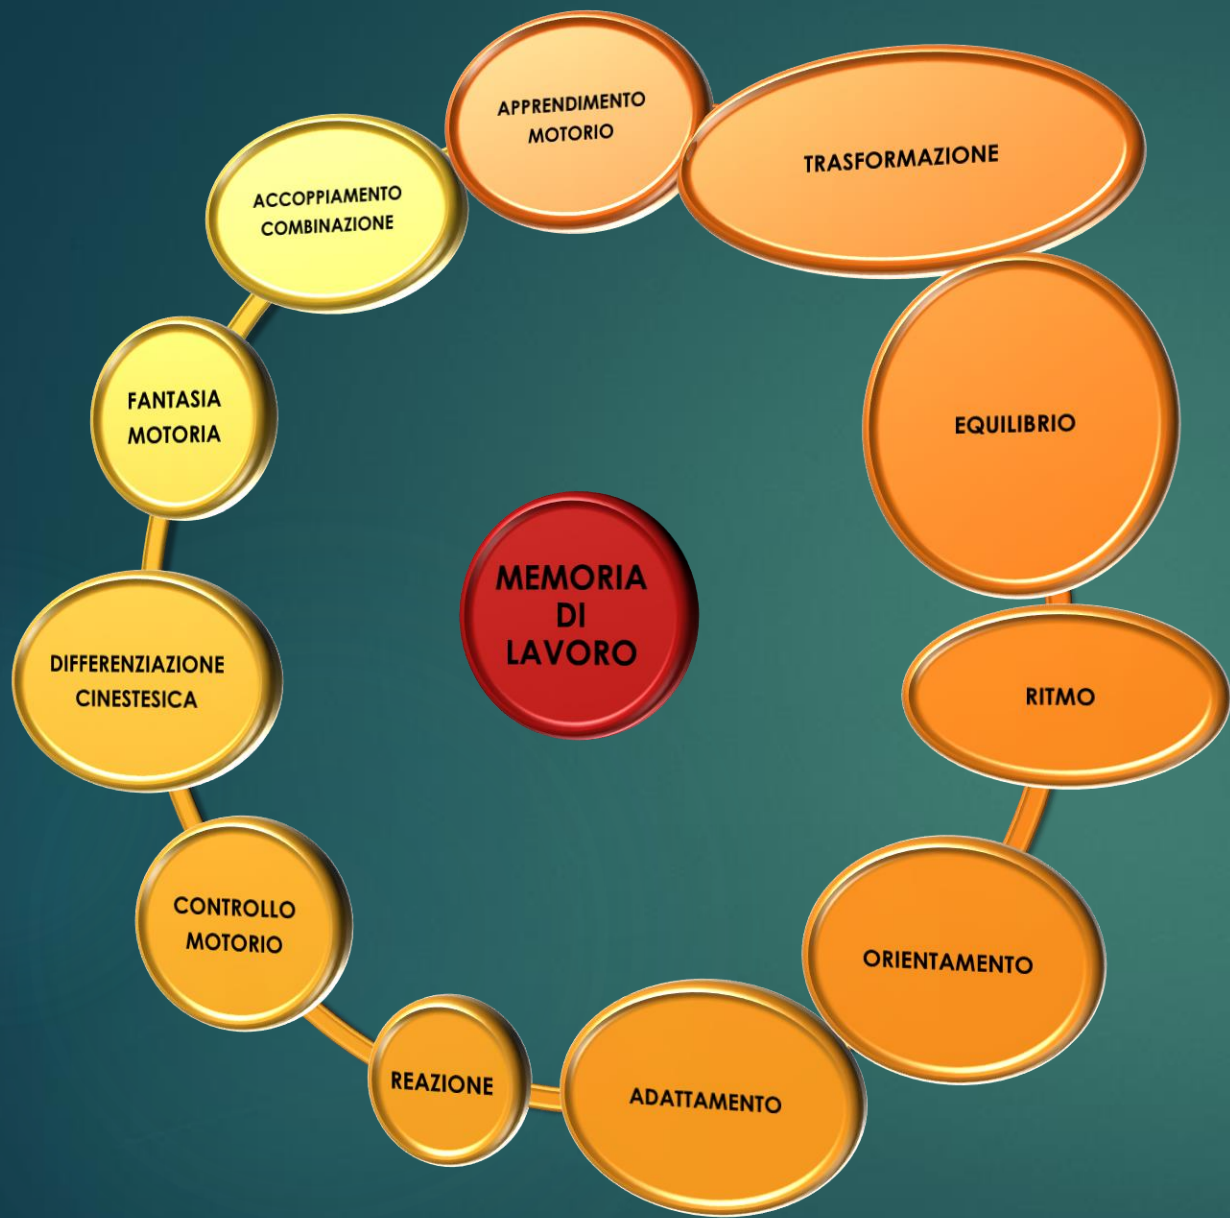 APPRENDIMENTO
MOTORIO
TRASFORMAZIONE
EQUILIBRIO
RITMO
ORIENTAMENTO
ADATTAMENTO
REAZIONE
CONTROLLO
MOTORIO
DIFFERENZIAZIONE
CINESTESICA
FANTASIA
MOTORIA
ACCOPPIAMENTO
COMBINAZIONE
MEMORIA
DI
LAVORO